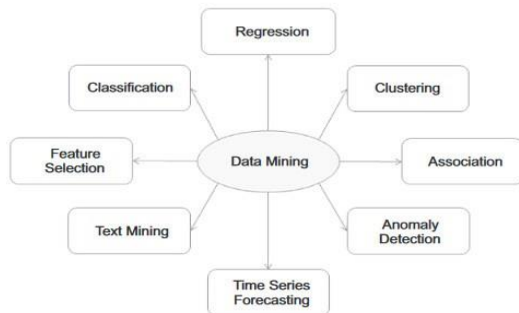 Regression
Classification
Clustering
Feature
Selection
Data Mining
Association
Text Mining
Anomaly
Detection
Time Series
Forecasting